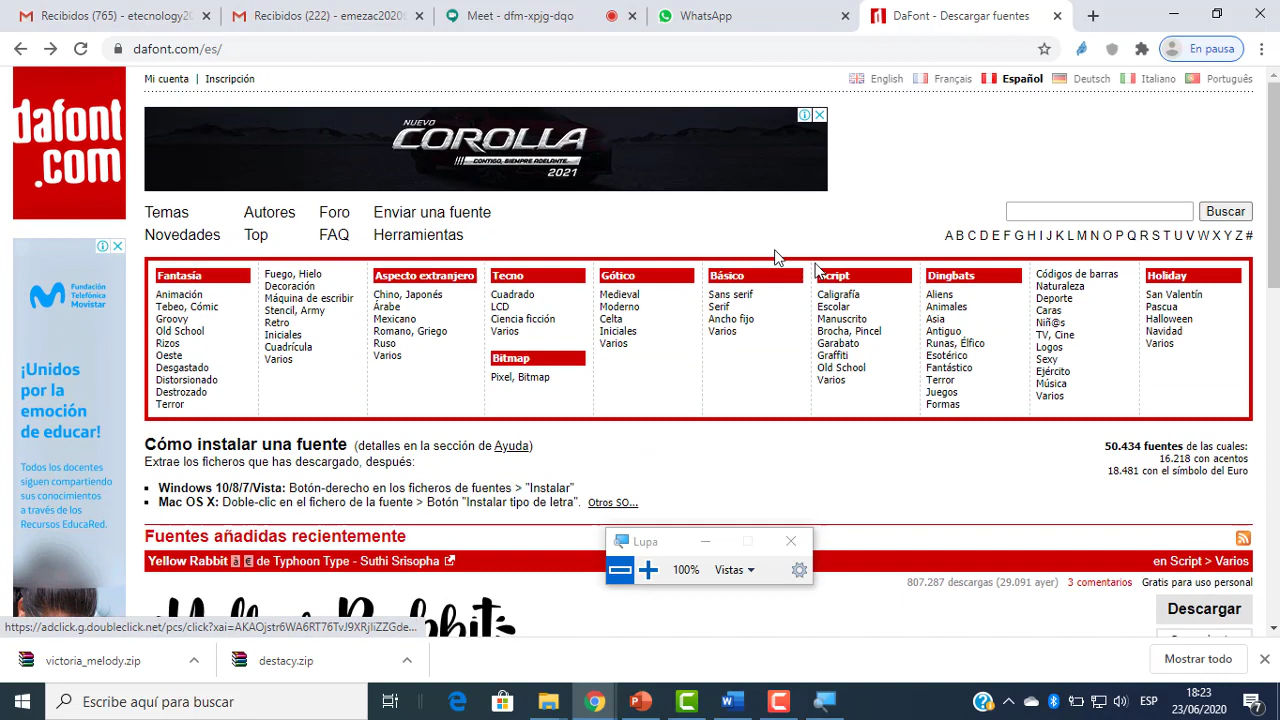 Recibidos (765) - etecnology2
Recibidos (222) - emezac2020
Meet - dfm-xpjg-dqo
WhatsApp
DaFont - Descargar fuentes
dafont.com/es/
En pausa
dafont
.com
Mi cuenta | Inscripción
English Français Español Deutsch Italiano Português
NUEVO
COROLLA
CONTIGO, SIEMPRE ADELANTE.
2021
Temas Autores Foro Enviar una fuente
Novedades Top FAQ Herramientas
Buscar
A B C D E F G H I J K L M N O P Q R S T U V W X Y Z #
Fantasía
Animación
Tebeo, Cómic
Groovy
Old School
Rizos
Oeste
Desgastado
Distorsionado
Destrozado
Terror
Fuego, Hielo
Decoración
Máquina de escribir
Stencil, Army
Retro
Iniciales
Cuadrícula
Varios
Aspecto extranjero
Chino, Japonés
Árabe
Mexicano
Romano, Griego
Ruso
Varios
Tecno
Cuadrado
LCD
Ciencia ficción
Varios
Bitmap
Pixel, Bitmap
Gótico
Medieval
Moderno
Celta
Iniciales
Varios
Básico
Sans serif
Serif
Ancho fijo
Varios
Script
Caligrafía
Escolar
Manuscrito
Brocha, Pincel
Garabato
Graffiti
Old School
Varios
Dingbats
Aliens
Animales
Asia
Antiguo
Runas, Élfico
Esotérico
Fantástico
Terror
Juegos
Formas
Códigos de barras
Naturaleza
Deporte
Caras
Niñ@s
TV, Cine
Logos
Sexy
Ejército
Música
Varios
Holiday
San Valentín
Pascua
Halloween
Navidad
Varios
Fundación
Telefónica
Movistar
¡Unidos
por la
emoción
de educar!
Todos los docentes
siguen compartiendo
sus conocimientos
a través de los
Recursos EducaRed.
Cómo instalar una fuente (detalles en la sección de Ayuda)
Extrae los ficheros que has descargado, después:
Windows 10/8/7/Vista: Botón-derecho en los ficheros de fuentes > "Instalar"
Mac OS X: Doble-clic en el fichero de la fuente > Botón "Instalar tipo de letra". Otros SO...
50.434 fuentes de las cuales:
16.218 con acentos
18.481 con el símbolo del Euro
Fuentes añadidas recientemente
Yellow Rabbit à € de Typhoon Type - Suthi Srisopha
en Script > Varios
Lupa
100% Vistas
807.287 descargas (29.091 ayer) 3 comentarios Gratis para uso personal
Descargar
https://adclick.g.doubleclick.net/pcs/click?xai=AKAOjstr6WA6RT76TvJ9XRjIiZZGde...
victoria_melody.zip
destacy.zip
Mostrar todo
Escribe aquí para buscar
ESP
18:23
23/06/2020